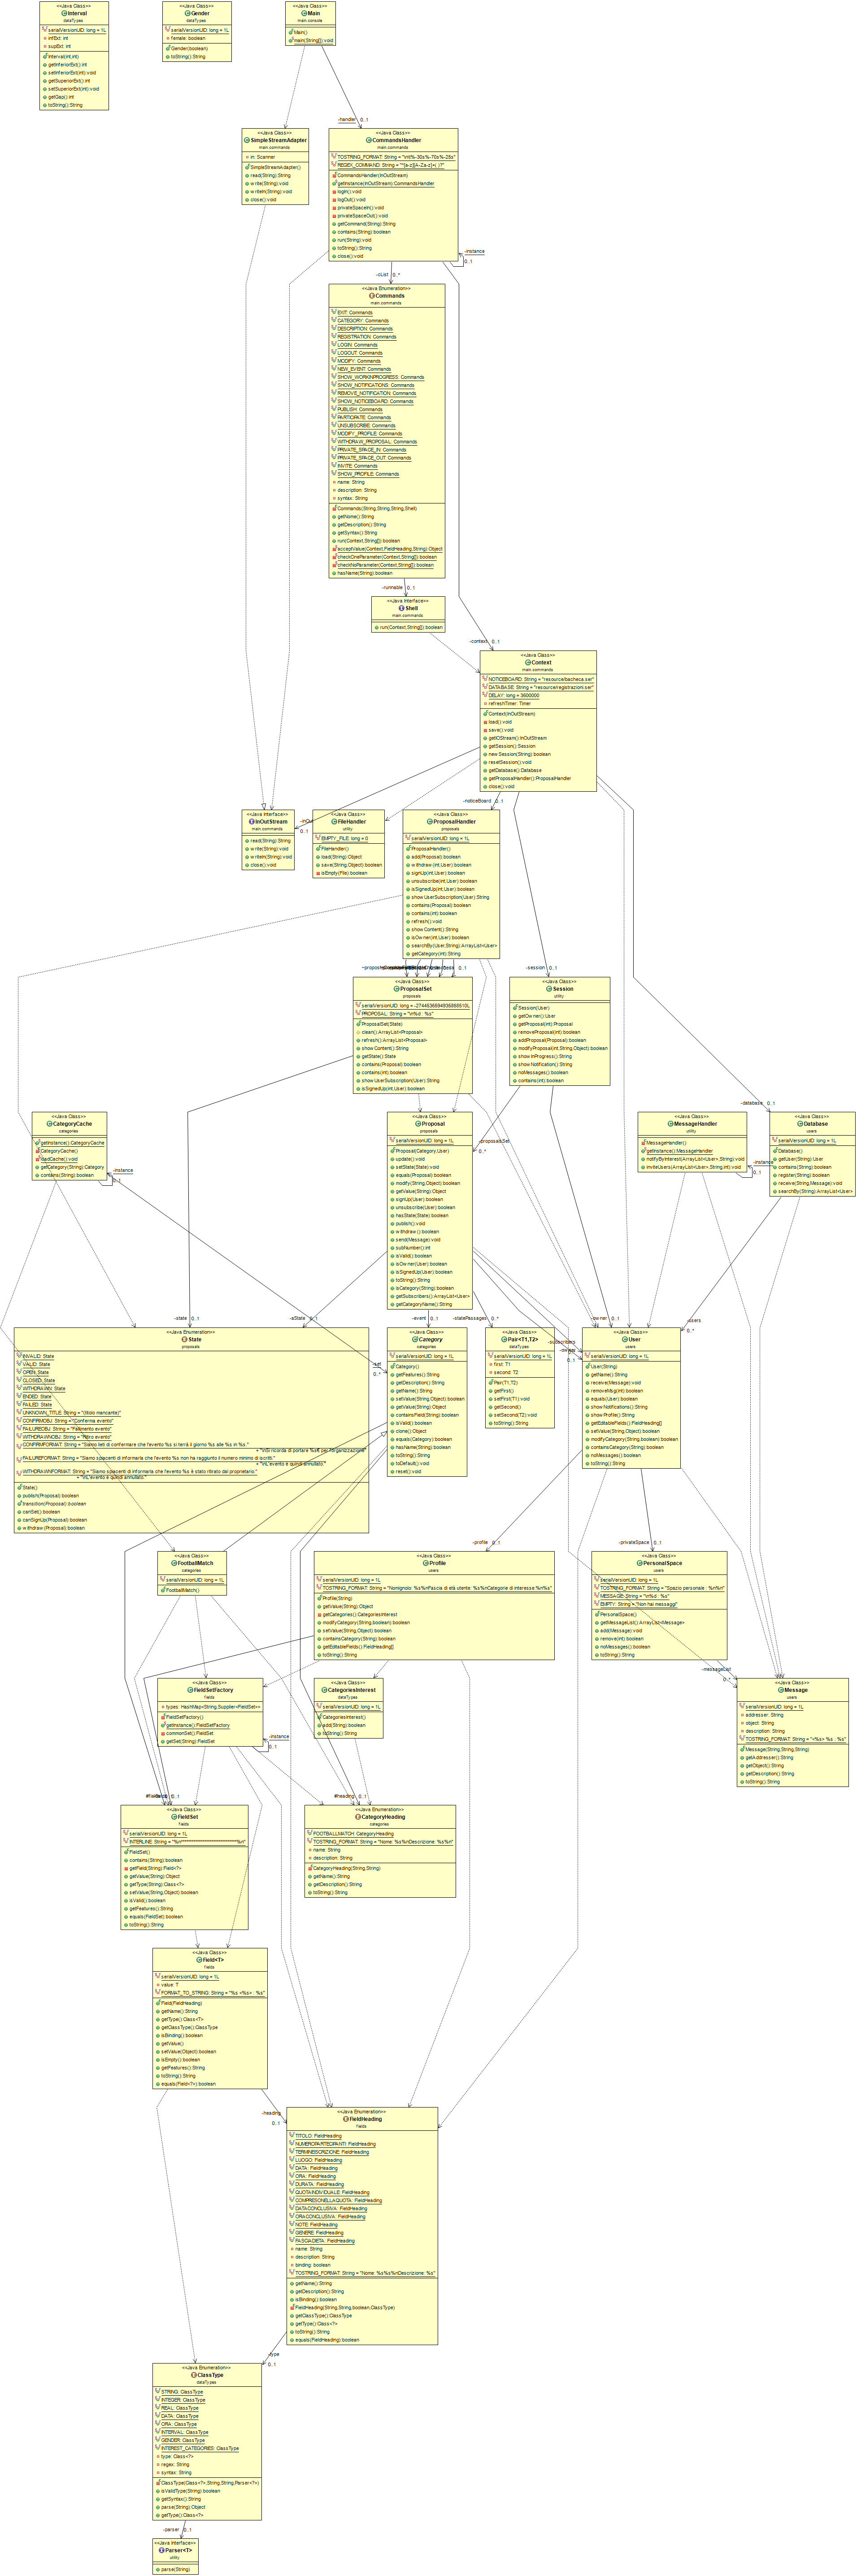 <<Java Class>>
Interval
dataTypes
serialVersionUID: long = 1L
infExt: int
supExt: int
Interval(int,int)
getInferiorExt():int
setInferiorExt(int):void
getSuperiorExt():int
setSuperiorExt(int):void
getGap():int
toString():String
<<Java Class>>
Gender
dataTypes
serialVersionUID: long = 1L
female: boolean
Gender(boolean)
toString():String
<<Java Class>>
Main
main.console
Main()
main(String[]):void
-handler 0..1
<<Java Class>>
SimpleStreamAdapter
main.commands
in: Scanner
SimpleStreamAdapter()
read(String):String
write(String):void
writeln(String):void
close():void
<<Java Class>>
CommandsHandler
main.commands
CommandsHandler(InOutStream)
getInstance(InOutStream):CommandsHandler
logIn():void
logOut():void
privateSpaceIn():void
privateSpaceOut():void
getCommand(String):String
contains(String):boolean
run(String):void
toString():String
close():void
-instance
0..1
-cList 0..*
<<Java Enumeration>>
Commands
main.commands
EXIT: Commands
CATEGORY: Commands
DESCRIPTION: Commands
REGISTRATION: Commands
LOGIN: Commands
LOGOUT: Commands
MODIFY: Commands
NEW_EVENT: Commands
SHOW_WORKINPROGRESS: Commands
SHOW_NOTIFICATIONS: Commands
REMOVE_NOTIFICATION: Commands
SHOW_NOTICEBOARD: Commands
PUBLISH: Commands
PARTICIPATE: Commands
UNSUBSCRIBE: Commands
MODIFY_PROFILE: Commands
WITHDRAW_PROPOSAL: Commands
PRIVATE_SPACE_IN: Commands
PRIVATE_SPACE_OUT: Commands
INVITE: Commands
SHOW_PROFILE: Commands
name: String
description: String
syntax: String
Commands(String,String,String,Shell)
getName():String
getDescription():String
getSyntax():String
run(Context,String[]):boolean
acceptValue(Context,FieldHeading,String):Object
checkOneParameter(Context,String[]):boolean
checkNoParameter(Context,String[]):boolean
hasName(String):boolean
-runnable 0..1
<<Java Interface>>
Shell
main.commands
run(Context,String[]):boolean
-context 0..1
<<Java Class>>
Context
main.commands
NOTICEBOARD: String = "resource/bacheca.ser"
DATABASE: String = "resource/registrazioni.ser"
DELAY: long = 3600000
refreshTimer: Timer
Context(InOutStream)
load():void
save():void
getIOStream():InOutStream
getSession():Session
newSession(String):boolean
resetSession():void
getDatabase():Database
getProposalHandler():ProposalHandler
close():void
-noticeBoard 0..1
-inOut
0..1
<<Java Interface>>
InOutStream
main.commands
read(String):String
write(String):void
writeln(String):void
close():void
<<Java Class>>
FileHandler
utility
EMPTY_FILE: long = 0
FileHandler()
load(String):Object
save(String,Object):boolean
isEmpty(File):boolean
<<Java Class>>
ProposalHandler
proposals
serialVersionUID: long = 1L
ProposalHandler()
add(Proposal):boolean
withdraw(int,User):boolean
signUp(int,User):boolean
unsubscribe(int,User):boolean
isSignedUp(int,User):boolean
showUserSubscription(User):String
contains(Proposal):boolean
contains(int):boolean
refresh():void
showContent():String
isOwner(int,User):boolean
searchBy(User,String):ArrayList<User>
getCategory(int):String
0..1
<<Java Class>>
ProposalSet
proposals
PROPOSAL: String = "\n%d : %s"
ProposalSet(State)
clean():ArrayList<Proposal>
refresh():ArrayList<Proposal>
showContent():String
getState():State
contains(Proposal):boolean
contains(int):boolean
showUserSubscription(User):String
isSignedUp(int,User):boolean
-session 0..1
<<Java Class>>
Session
utility
Session(User)
getOwner():User
getProposal(int):Proposal
removeProposal(int):boolean
addProposal(Proposal):boolean
modifyProposal(int,String,Object):boolean
showInProgress():String
showNotification():String
noMessages():boolean
contains(int):boolean
<<Java Class>>
CategoryCache
categories
getInstance():CategoryCache
CategoryCache()
loadCache():void
getCategory(String):Category
contains(String):boolean
-instance
0..1
<<Java Class>>
Proposal
proposals
serialVersionUID: long = 1L
Proposal(Category,User)
update():void
setState(State):void
equals(Proposal):boolean
modify(String,Object):boolean
getValue(String):Object
signUp(User):boolean
unsubscribe(User):boolean
hasState(State):boolean
publish():void
withdraw():boolean
send(Message):void
subNumber():int
isValid():boolean
isOwner(User):boolean
isSignedUp(User):boolean
toString():String
isCategory(String):boolean
getSubscribers():ArrayList<User>
getCategoryName():String
-proposalsSet
0..*
<<Java Class>>
MessageHandler
utility
MessageHandler()
getInstance():MessageHandler
notifyByInterest(ArrayList<User>,String):void
inviteUsers(ArrayList<User>,String,int):void
-instance
0..1
-database 0..1
<<Java Class>>
Database
users
serialVersionUID: long = 1L
Database()
getUser(String):User
contains(String):boolean
register(String):boolean
receive(String,Message):void
searchBy(String):ArrayList<User>
-state 0..1
-aState 0..1
-event 0..1
-statePasses 0..*
-owner 0..1
-users
0..*
<<Java Enumeration>>
State
proposals
INVALID: State
VALID: State
OPEN: State
CLOSED: State
WITHDRAWN: State
ENDED: State
FAILED: State
UNKNOWN_TITLE: String = "(titolo mancante)"
CONFIRMOBJ: String = "Conferma evento"
FAILUREOBJ: String = "Fallimento evento"
WITHDRAWNOBJ: String = "Ritiro evento"
CONFIRMFORMAT: String = "Siamo lieti di confermare che l'evento %s si terrà il giorno %s alle %s in %s."
FAILUREFORMAT: String = "Siamo spiacenti di informarla che l'evento %s non ha raggiunto il numero minimo di iscritti."
WITHDRAWNFORMAT: String = "Siamo spiacenti di informarla che l'evento %s è stato ritirato dal proprietario."
State()
publish(Proposal):boolean
transition(Proposal):boolean
canSet():boolean
canSignUp(Proposal):boolean
withdraw(Proposal):boolean
-set
0..*
<<Java Class>>
Category
categories
serialVersionUID: long = 1L
Category()
getFeatures():String
getDescription():String
getName():String
setValue(String,Object):boolean
getValue(String):Object
containsField(String):boolean
isValid():boolean
clone():Object
equals(Category):boolean
hasName(String):boolean
toString():String
toDefault():void
reset():void
<<Java Class>>
Pair<T1,T2>
dataTypes
serialVersionUID: long = 1L
first: T1
second: T2
Pair(T1,T2)
getFirst()
setFirst(T1):void
getSecond()
setSecond(T2):void
toString():String
-subscribers
0..1
<<Java Class>>
User
users
serialVersionUID: long = 1L
User(String)
getName():String
receive(Message):void
removeMsg(int):boolean
equals(User):boolean
showNotifications():String
showProfile():String
getEditableFields():FieldHeading[]
setValue(String,Object):boolean
modifyCategory(String,boolean):boolean
containsCategory(String):boolean
noMessages():boolean
toString():String
-profile 0..1
-privateSpace 0..1
<<Java Class>>
FootballMatch
categories
serialVersionUID: long = 1L
FootballMatch()
<<Java Class>>
Profile
users
serialVersionUID: long = 1L
TOSTRING_FORMAT: String = "Nomignolo: %s%nFascia di età utente: %s%nCategorie di interesse:%n%s"
Profile(String)
getValue(String):Object
getCategories():CategoriesInterest
modifyCategory(String,boolean):boolean
setValue(String,Object):boolean
containsCategory(String):boolean
getEditableFields():FieldHeading[]
toString():String
<<Java Class>>
PersonalSpace
users
serialVersionUID: long = 1L
TOSTRING_FORMAT: String = "Spazio personale : %n%n"
MESSAGE: String = "\n%d : %s"
EMPTY: String = "Non hai messaggi"
PersonalSpace()
getMessageList():ArrayList<Message>
add(Message):void
remove(int):boolean
noMessages():boolean
toString():String
-messageList
0..*
<<Java Class>>
FieldSetFactory
fields
types: HashMap<String,Supplier<FieldSet>>
FieldSetFactory()
getInstance():FieldSetFactory
commonSet():FieldSet
getSet(String):FieldSet
-instance
0..1
<<Java Class>>
CategoriesInterest
dataTypes
serialVersionUID: long = 1L
CategoriesInterest()
add(String):boolean
toString():String
<<Java Class>>
Message
users
serialVersionUID: long = 1L
addresser: String
object: String
description: String
TOSTRING_FORMAT: String = "<%s> %s : %s"
Message(String,String,String)
getAddresser():String
getObject():String
getDescription():String
toString():String
0..1
#heading 0..1
<<Java Class>>
FieldSet
fields
serialVersionUID: long = 1L
FieldSet()
contains(String):boolean
getField(String):Field<?>
getValue(String):Object
getType(String):Class<?>
setValue(String,Object):boolean
isValid():boolean
getFeatures():String
equals(FieldSet):boolean
toString():String
<<Java Enumeration>>
CategoryHeading
categories
FOOTBALLMATCH: CategoryHeading
TOSTRING_FORMAT: String = "Nome: %s%nDescrizione: %s%n"
name: String
description: String
CategoryHeading(String,String)
getName():String
getDescription():String
toString():String
<<Java Class>>
Field<T>
fields
serialVersionUID: long = 1L
value: T
FORMAT_TO_STRING: String = "%s <%s> : %s"
Field(FieldHeading)
getName():String
getType():Class<T>
getClassType():ClassType
isBinding():boolean
getValue()
setValue(Object):boolean
isEmpty():boolean
getFeatures():String
toString():String
equals(Field<?>):boolean
-heading
0..1
<<Java Enumeration>>
FieldHeading
fields
TITOLO: FieldHeading
NUMEROPARTECIPANTI: FieldHeading
TERMINEISCRIZIONE: FieldHeading
LUOGO: FieldHeading
DATA: FieldHeading
ORA: FieldHeading
DURATA: FieldHeading
QUOTAINDIVIDUALE: FieldHeading
COMPRESONELLAQUOTA: FieldHeading
DATACONCLUSIVA: FieldHeading
ORACONCLUSIVA: FieldHeading
NOTE: FieldHeading
GENERE: FieldHeading
FASCIADIETA: FieldHeading
name: String
description: String
binding: boolean
TOSTRING_FORMAT: String = "Nome: %s%s%nDescrizione: %s"
getName():String
getDescription():String
isBinding():boolean
FieldHeading(String,String,boolean,ClassType)
getClassType():ClassType
getType():Class<?>
toString():String
equals(FieldHeading):boolean
-type
0..1
<<Java Enumeration>>
ClassType
dataTypes
STRING: ClassType
INTEGER: ClassType
REAL: ClassType
DATA: ClassType
ORA: ClassType
INTERVAL: ClassType
GENDER: ClassType
INTEREST_CATEGORIES: ClassType
type: Class<?>
regex: String
syntax: String
ClassType(Class<?>,String,String,Parser<?>)
isValidType(String):boolean
getSyntax():String
parse(String):Object
getType():Class<?>
-parser 0..1
<<Java Interface>>
Parser<T>
utility
parse(String)